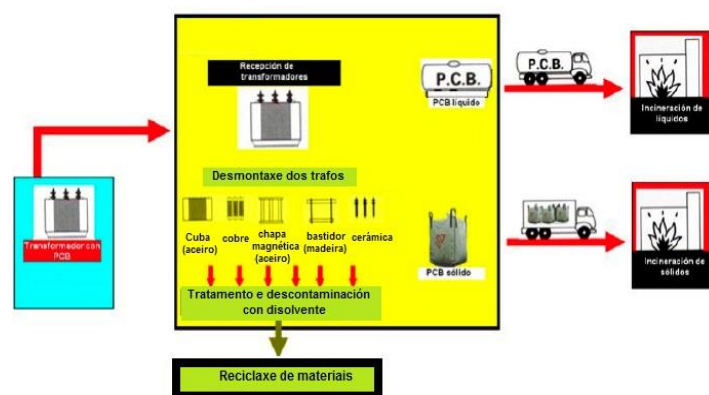 Transformador con
PCB
Recepción de
transformadores
Desmontaxe dos trafos
Cuba
(aceiro)
cobre
chapa
magnética
(aceiro)
bastidor
(madeira)
cerámica
Tratamento e descontaminación
con disolvente
Reciclaxe de materiais
P.C.B.
PCB líquido
PCB sólido
P.C.B.
Incineración de
líquidos
Incineración de
sólidos